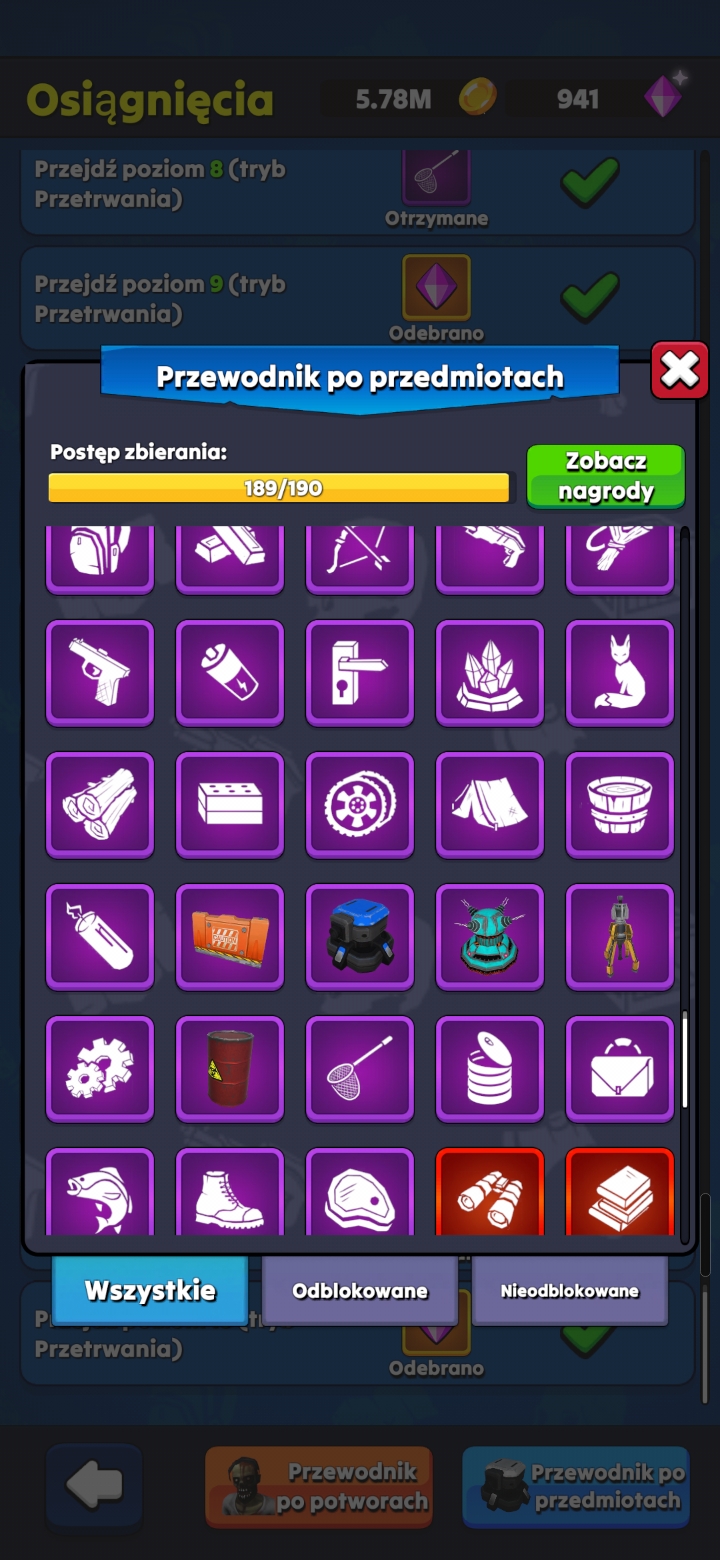 Osiągnięcia
5.78M
941
Przejdź poziom 8 (tryb
Przetrwania)
Otrzymane
Przejdź poziom 9 (tryb
Przetrwania)
Odebrano
Przewodnik po przedmiotach
Postęp zbierania:
189/190
Zobacz
nagrody
CAUTION
Wszystkie
Odblokowane
Nieodblokowane
Przetrwania)
Odebrano
Przewodnik
po potworach
Przewodnik po
przedmiotach